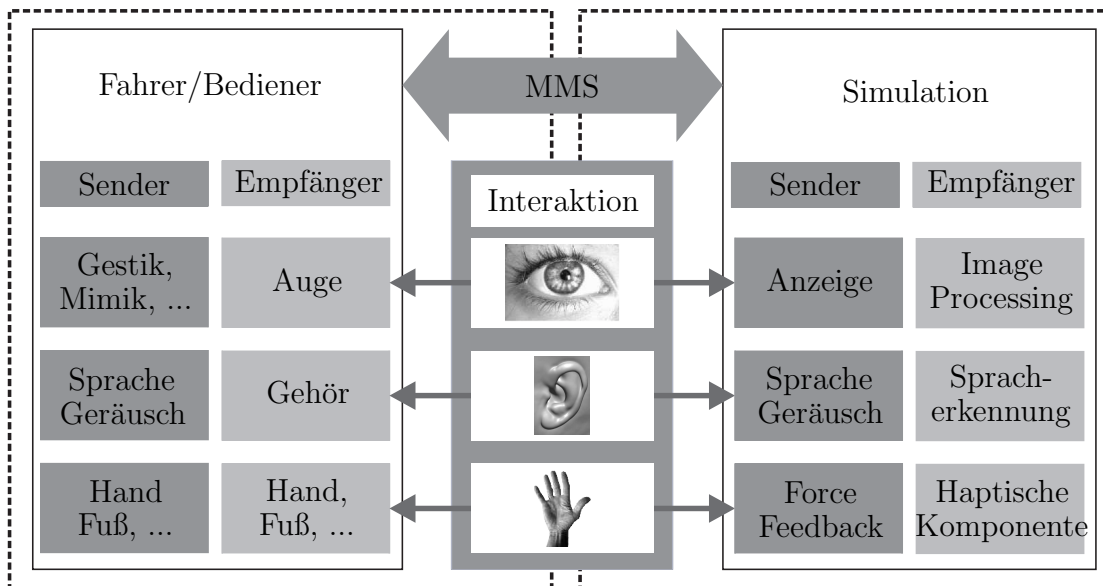 Fahrer/Bediener
MMS
Simulation
Sender
Empfänger
Interaktion
Sender
Empfänger
Gestik,
Mimik, ...
Auge
Anzeige
Image
Processing
Sprache
Geräusch
Gehör
Sprache
Geräusch
Sprach-
erkennung
Hand
Fuß, ...
Hand,
Fuß, ...
Force
Feedback
Haptische
Komponente